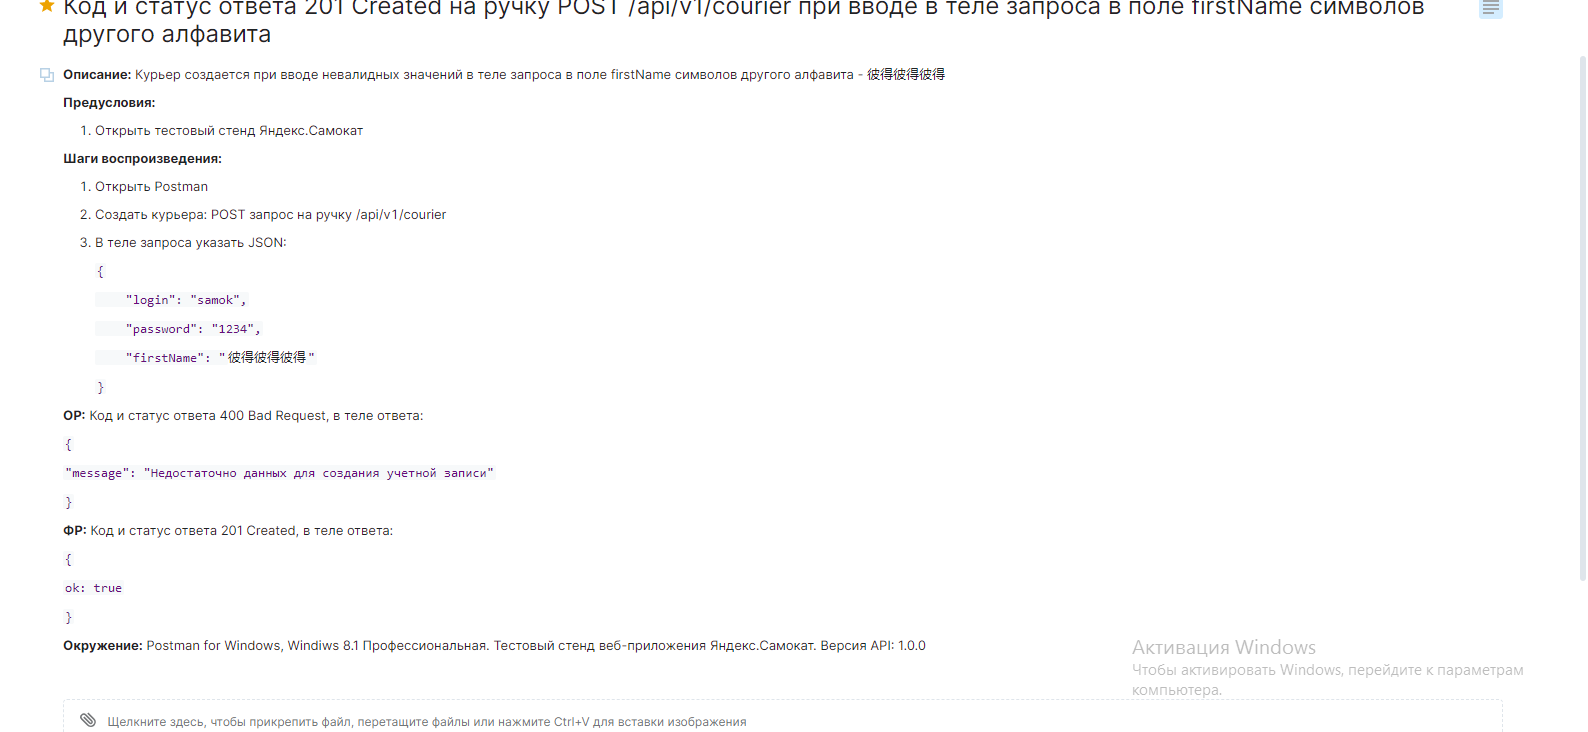 Код и статус ответа 201 Created на ручку POST /api/v1/courier при вводе в теле запроса в поле firstName символов
другого алфавита
Описание: Курьер создается при вводе невалидных значений в теле запроса в поле firstName символов другого алфавита - 彼得彼得彼得
Предусловия:
1. Открыть тестовый стенд Яндекс.Самокат
Шаги воспроизведения:
1. Открыть Postman
2. Создать курьера: POST запрос на ручку /api/v1/courier
3. В теле запроса указать JSON:
{
"login": "samok",
"password": "1234",
"firstName": "彼得彼得彼得"
}
ОР: Код и статус ответа 400 Bad Request, в теле ответа:
{
"message": "Недостаточно данных для создания учетной записи"
}
ФР: Код и статус ответа 201 Created, в теле ответа:
{
ok: true
}
Окружение: Postman for Windows, Windiws 8.1 Профессиональная. Тестовый стенд веб-приложения Яндекс.Самокат. Версия API: 1.0.0
Активация Windows
Чтобы активировать Windows, перейдите к параметрам
компьютера.
Щелкните здесь, чтобы прикрепить файл, перетащите файлы или нажмите Ctrl+V для вставки изображения